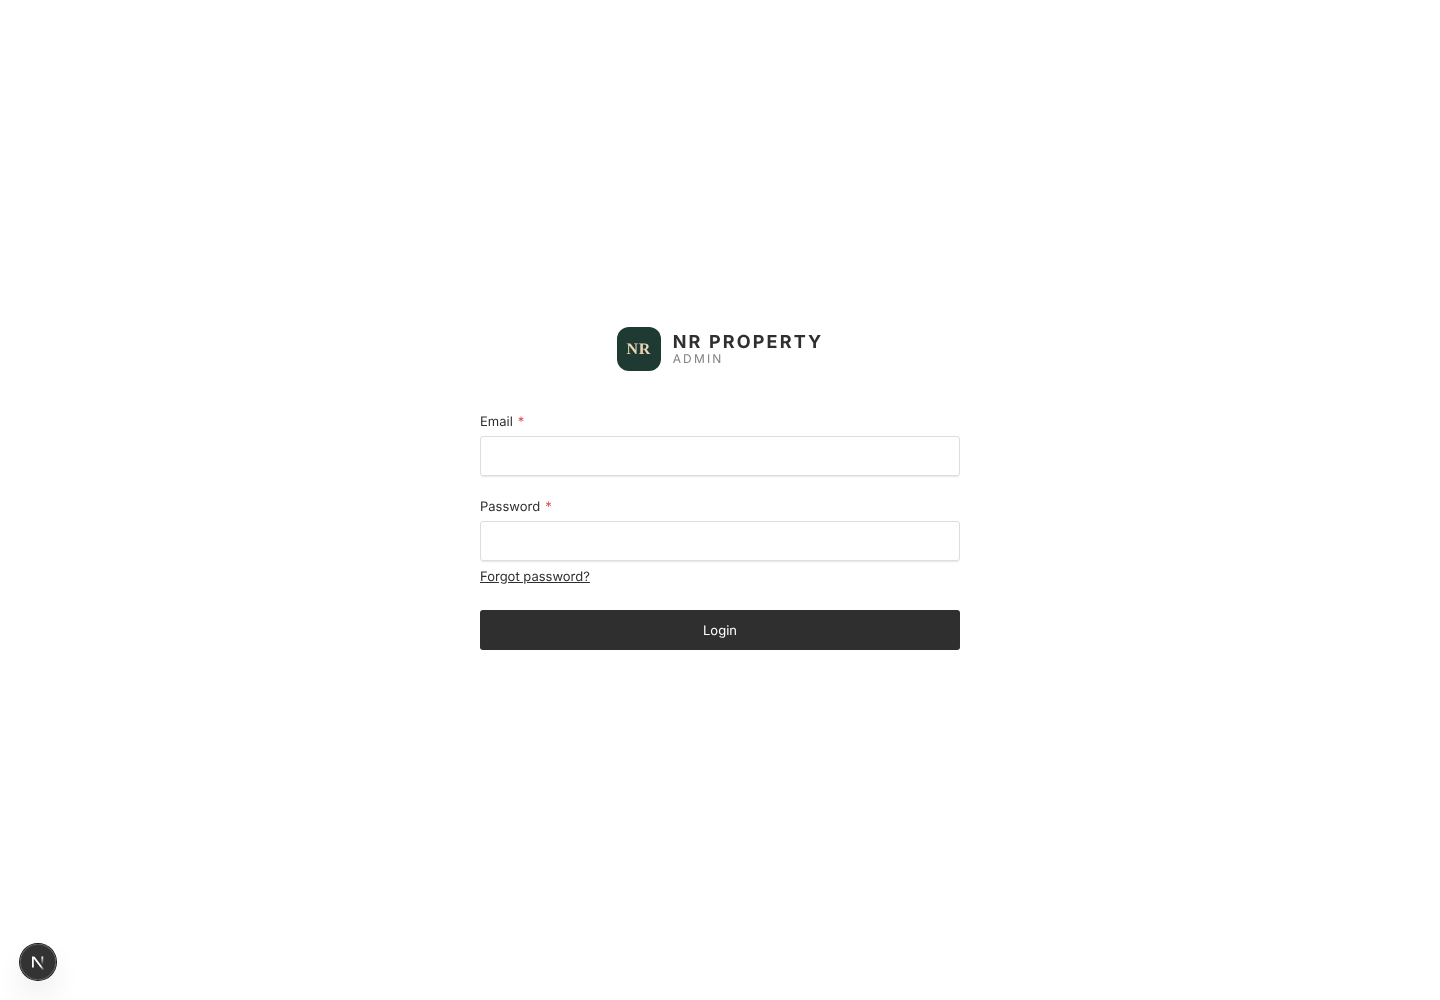 NR
NR PROPERTY
ADMIN
Email *
Password *
Forgot password?
Login
N